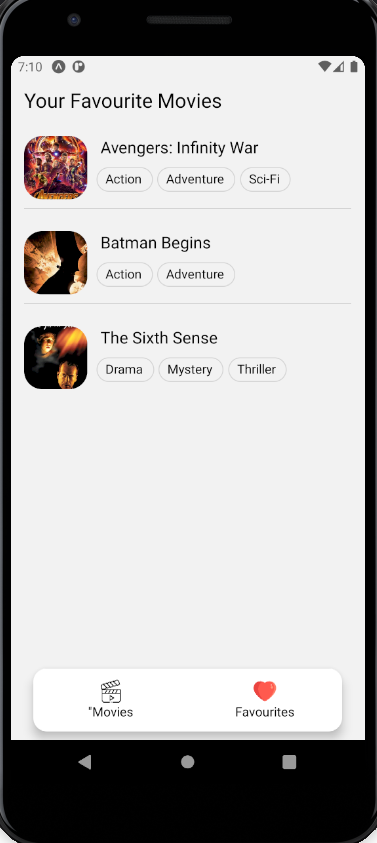 7:10
Your Favourite Movies
Avengers: Infinity War
Action Adventure Sci-Fi
Batman Begins
Action Adventure
The Sixth Sense
Drama Mystery Thriller
"Movies Favourites